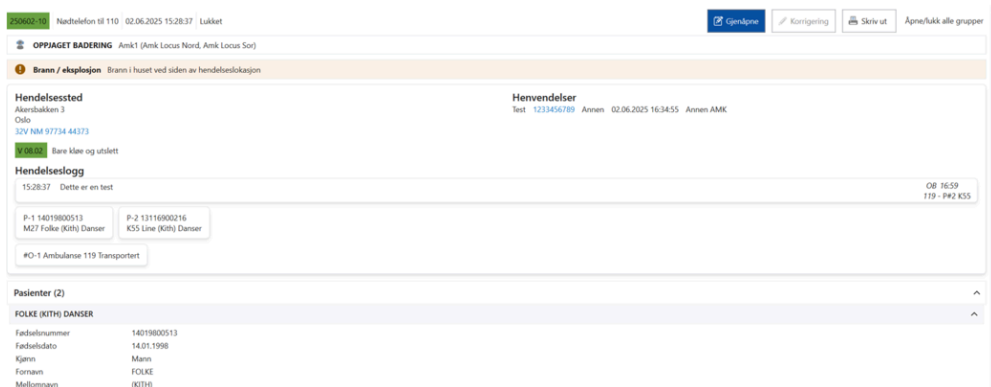 250602-10 Nødtelefon til 110 02.06.2025 15:28:37 Lukket Gjenåpne Korrigering Skriv ut Åpne/lukk alle grupper
OPPJAGET BADERING Amk1 (Amk Locus Nord, Amk Locus Sor)
Brann / eksplosjon Brann i huset ved siden av hendelseslokasjon
Hendelsessted
Akersbakken 3
Oslo
32V NM 97734 44373
V 08.02 Bare kløe og utslett
Henvendelser
Test 1233456789 Annen 02.06.2025 16:34:55 Annen AMK
Hendelseslogg
15:28:37 Dette er en test
OB 16:59
119 - P#2 K55
P-1 14019800513
M27 Folke (Kith) Danser
P-2 13116900216
K55 Line (Kith) Danser
#O-1 Ambulanse 119 Transportert
Pasienter (2)
FOLKE (KITH) DANSER
Fødselsnummer 14019800513
Fødselsdato 14.01.1998
Kjønn Mann
Fornavn FOLKE
Mellomnavn (KITH)